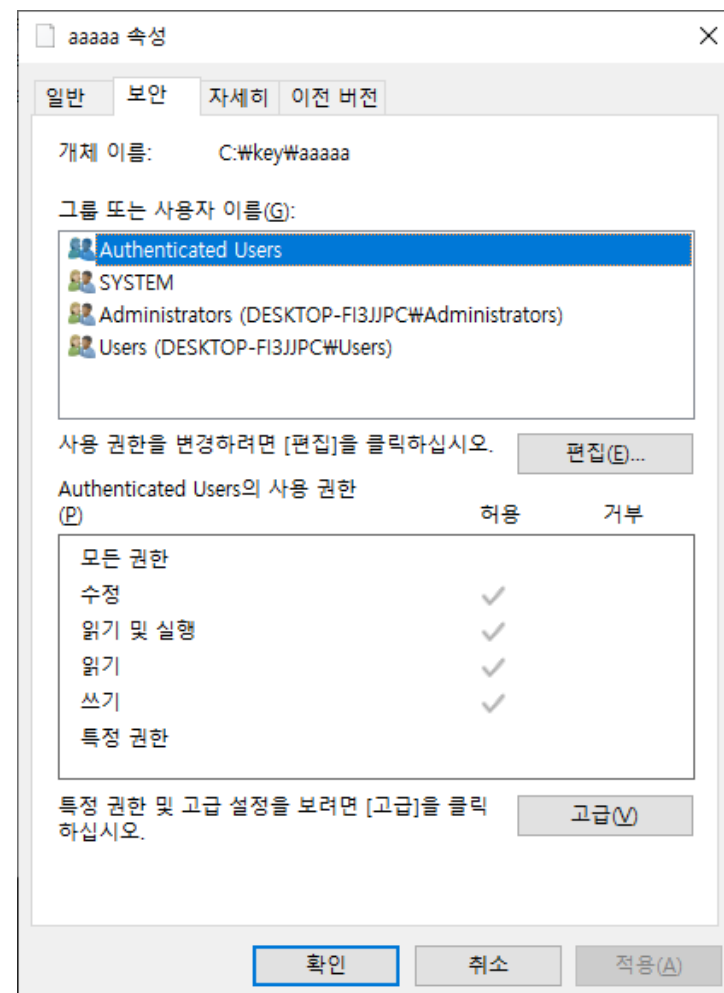 aaaaa 속성
일반 보안 자세히 이전 버전
개체 이름: C:₩key₩aaaaa
그룹 또는 사용자 이름(G):
Authenticated Users
SYSTEM
Administrators (DESKTOP-FI3JJPC₩Administrators)
Users (DESKTOP-FI3JJPC₩Users)
사용 권한을 변경하려면 [편집]을 클릭하십시오.
편집(E)...
Authenticated Users의 사용 권한
(P) 허용 거부
모든 권한
수정
읽기 및 실행
읽기
쓰기
특정 권한
특정 권한 및 고급 설정을 보려면 [고급]을 클릭
하십시오.
고급(V)
확인 취소 적용(A)